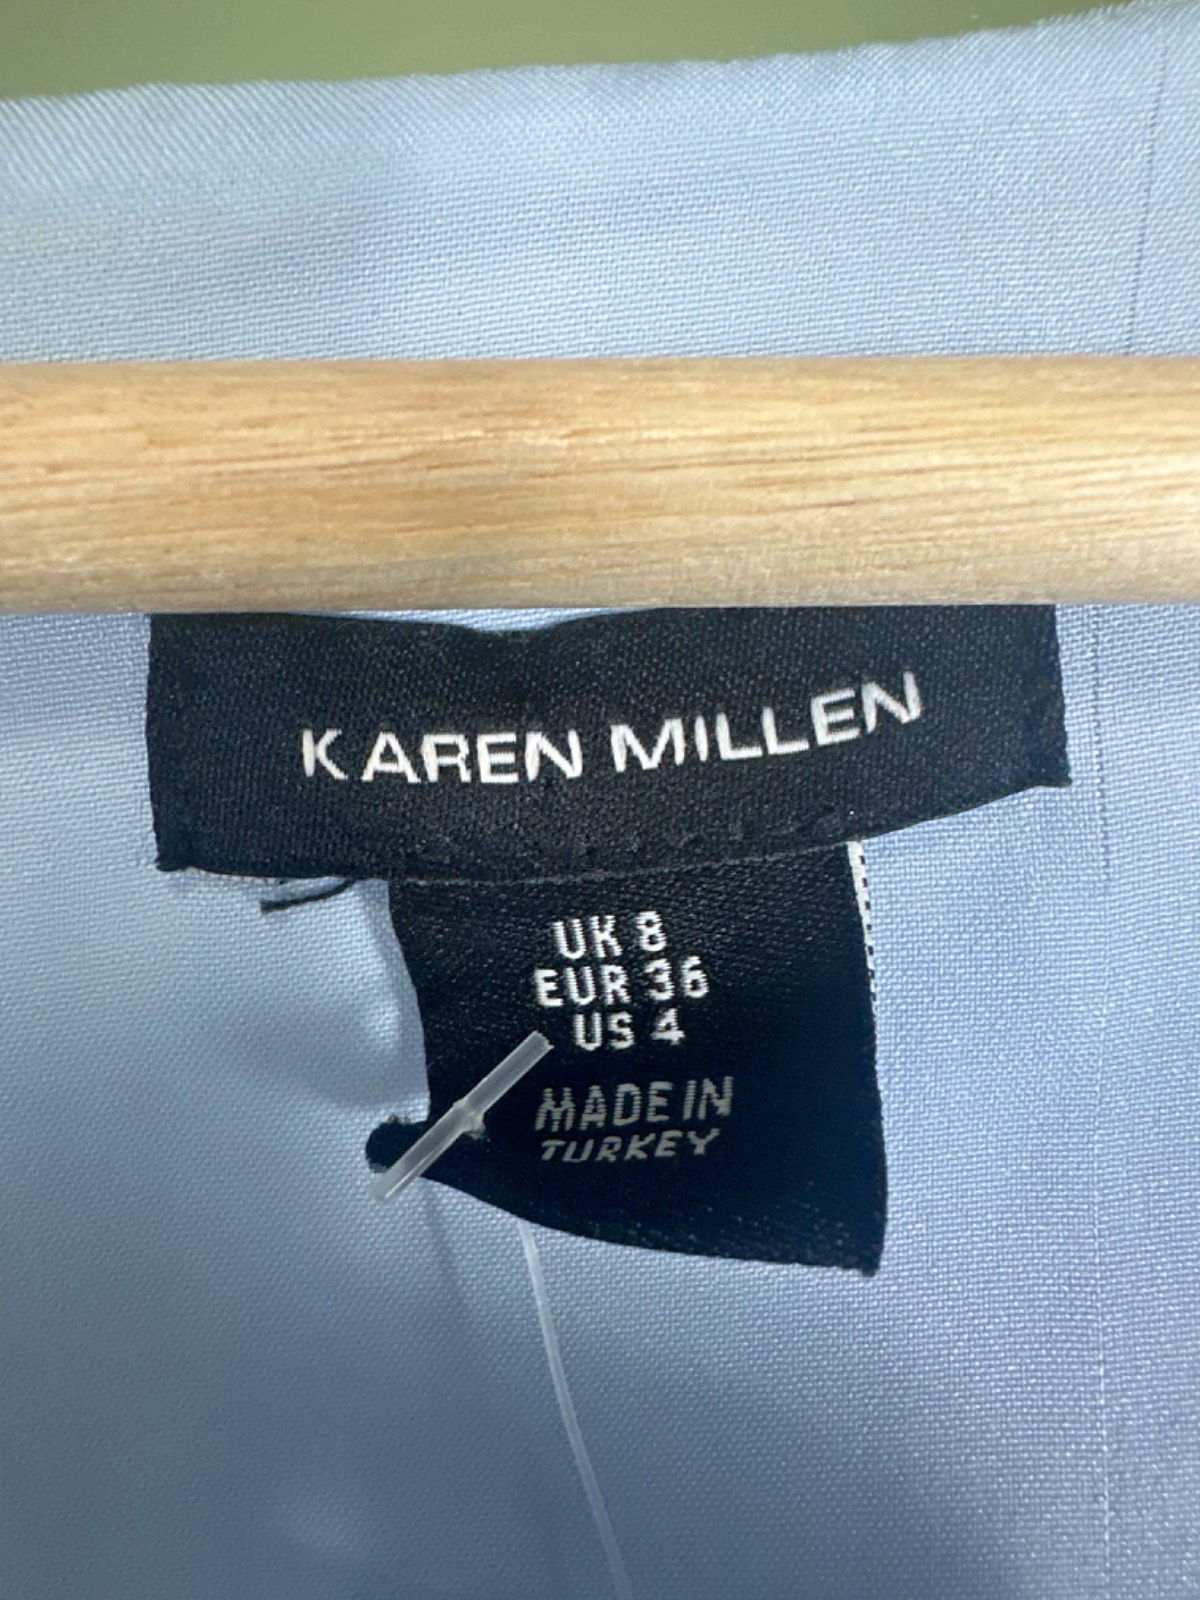 KAREN MILLEN
UK 8
EUR 36
US 4
MADE IN
TURKEY